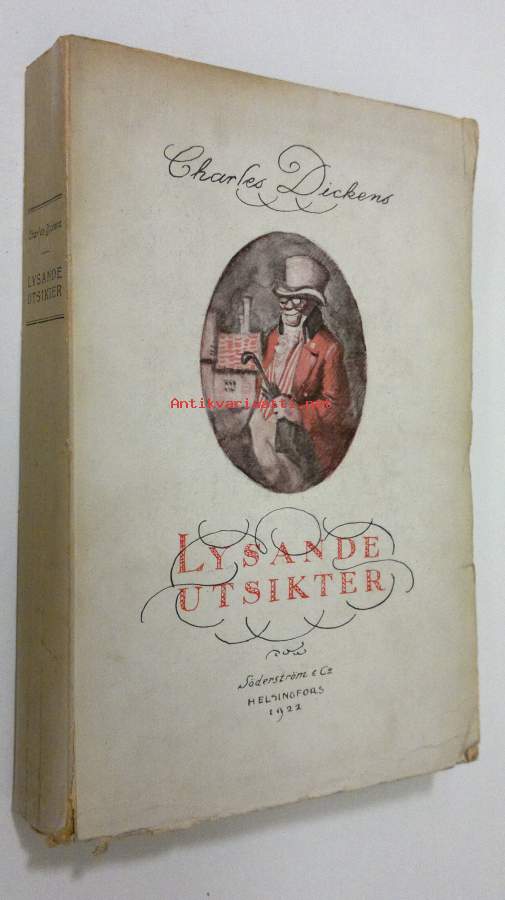 Charles Dickens
LYSANDE
UTSIKTER
Söderström & Co
HELSINGFORS
1922
Charles Dickens
LYSANDE
UTSIKTER
Antikvariaatti.net